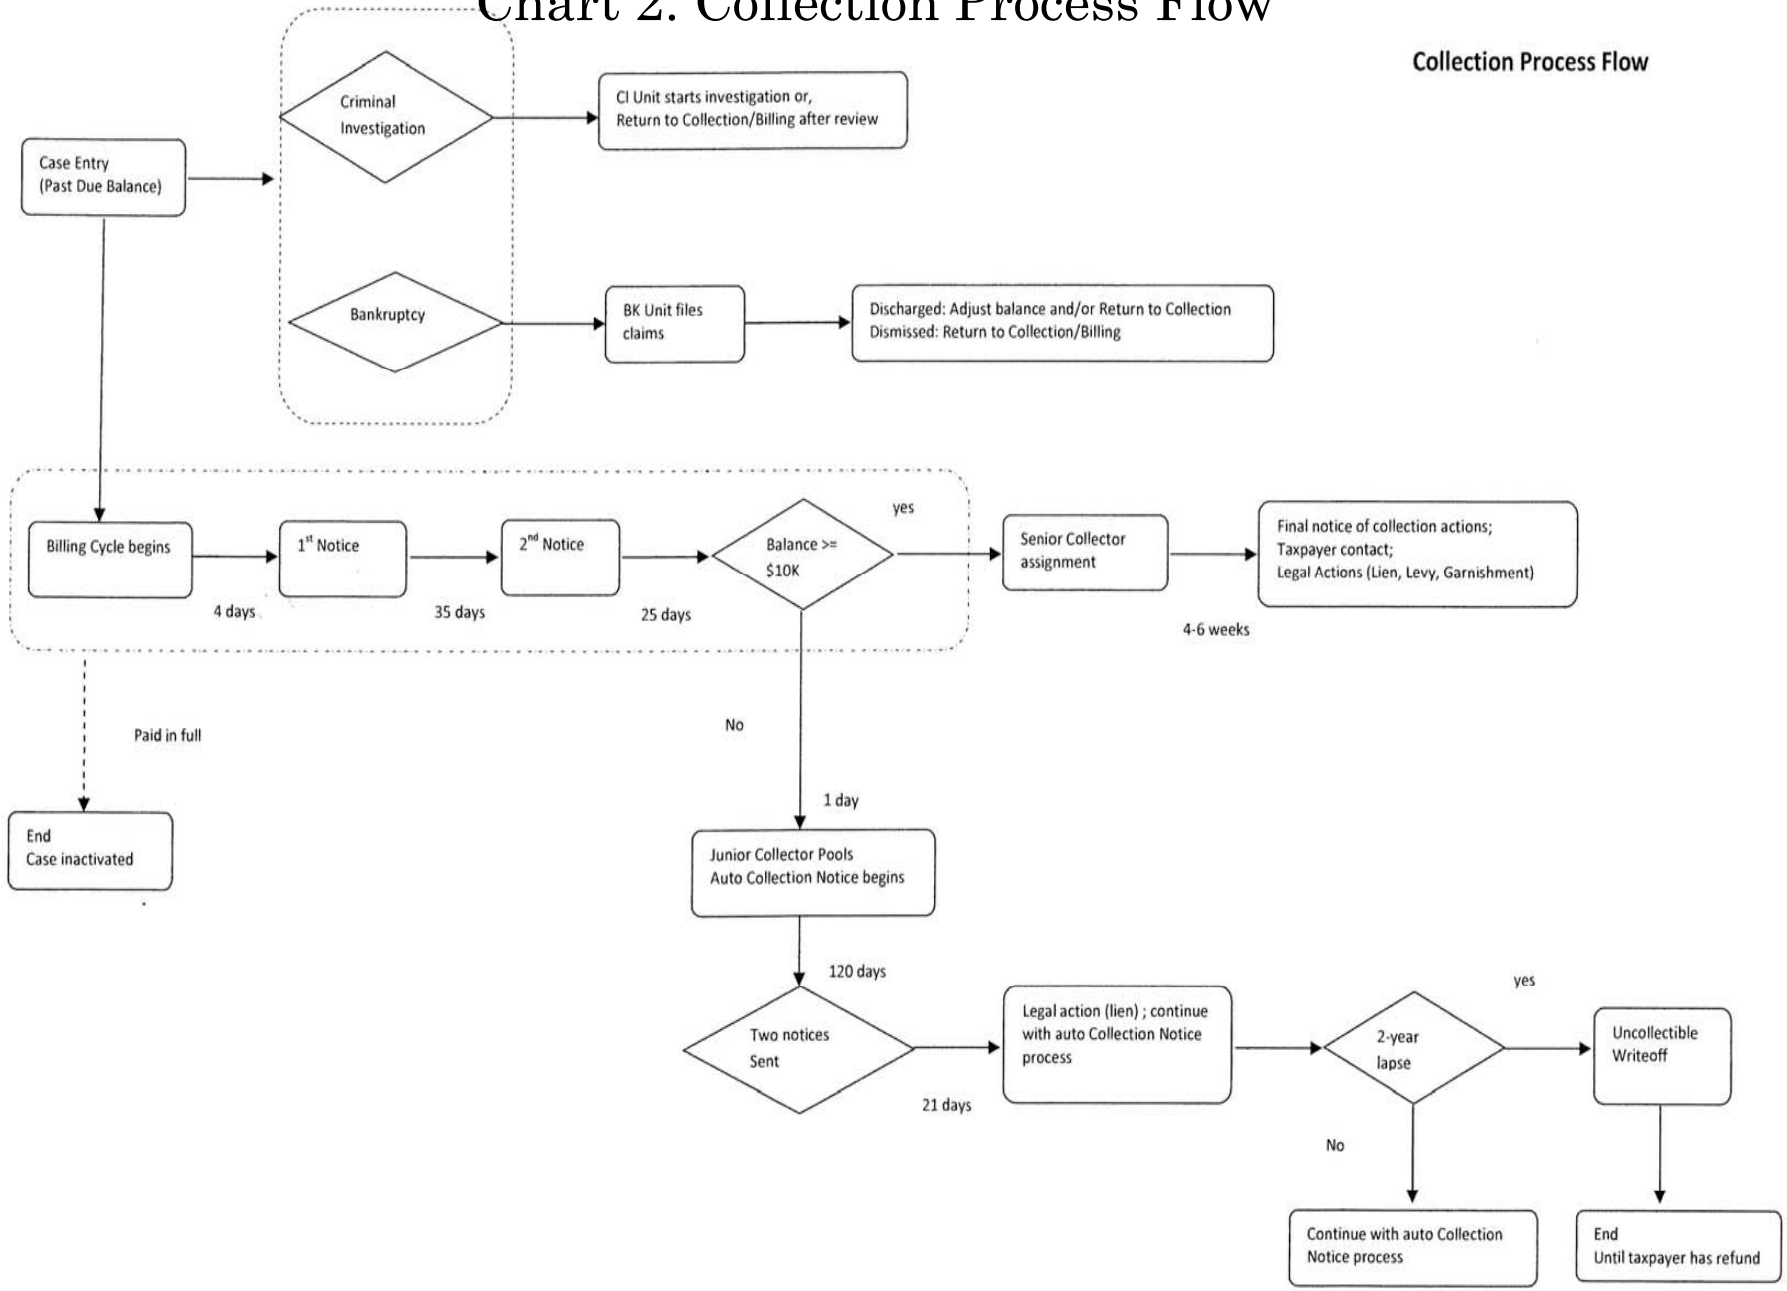 Chart 2. Collection Process Flow
Collection Process Flow
Criminal
Investigation
CI Unit starts investigation or,
Return to Collection/Billing after review
Case Entry
(Past Due Balance)
Bankruptcy
BK Unit files
claims
Discharged: Adjust balance and/or Return to Collection
Dismissed: Return to Collection/Billing
Billing Cycle begins
4 days
1st Notice
35 days
2nd Notice
25 days
Balance >=
$10K
yes
Senior Collector
assignment
4-6 weeks
Final notice of collection actions;
Taxpayer contact;
Legal Actions (Lien, Levy, Garnishment)
Paid in full
No
1 day
End
Case inactivated
Junior Collector Pools
Auto Collection Notice begins
120 days
Two notices
Sent
21 days
Legal action (lien) ; continue
with auto Collection Notice
process
2-year
lapse
yes
Uncollectible
Writeoff
No
Continue with auto Collection
Notice process
End
Until taxpayer has refund